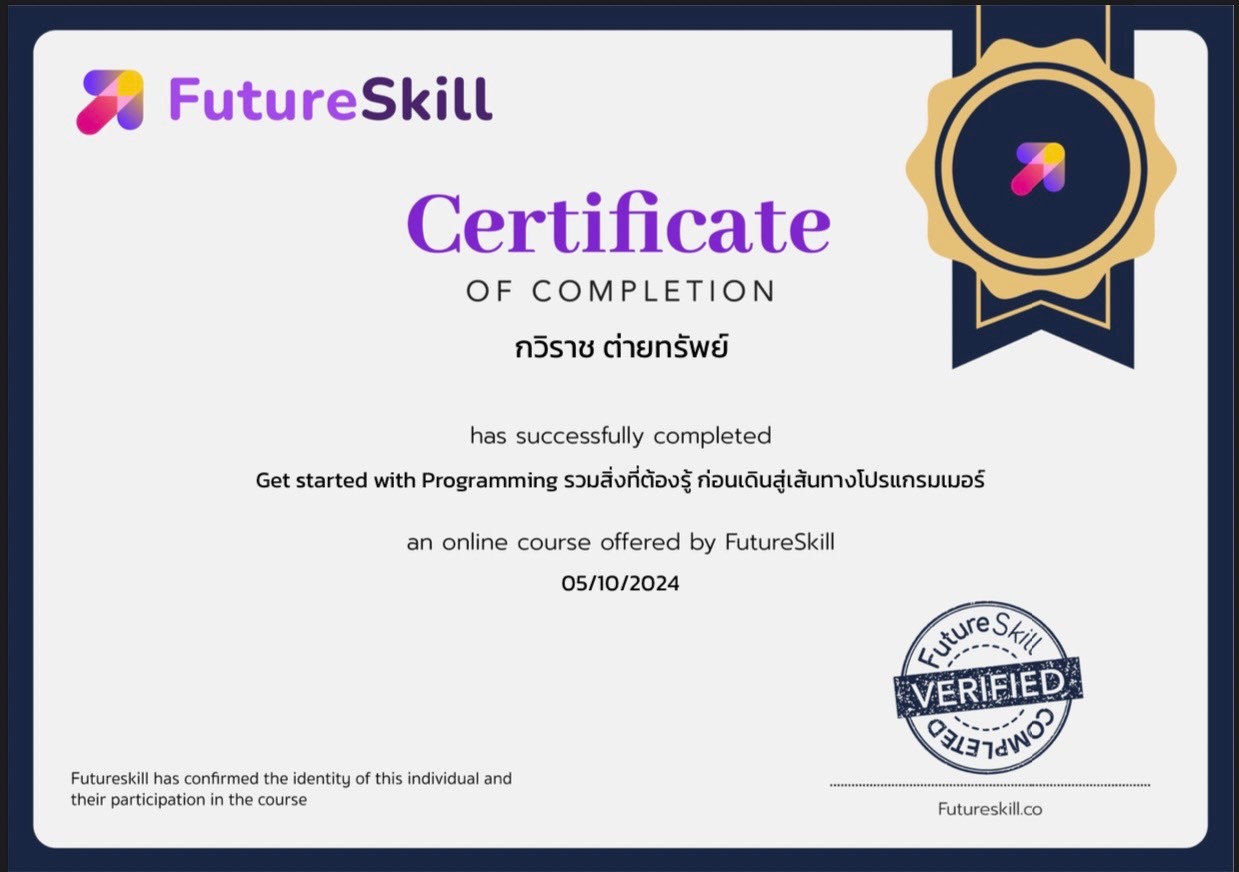 FutureSkill
Certificate
OF COMPLETION
กวิราช ต่ายทรัพย์
has successfully completed
Get started with Programming รวมสิ่งที่ต้องรู้ ก่อนเดินสู่เส้นทางโปรแกรมเมอร์
an online course offered by FutureSkill
05/10/2024
FutureSkill
VERIFIED
COMPLETED
Futureskill has confirmed the identity of this individual and
their participation in the course
Futureskill.co